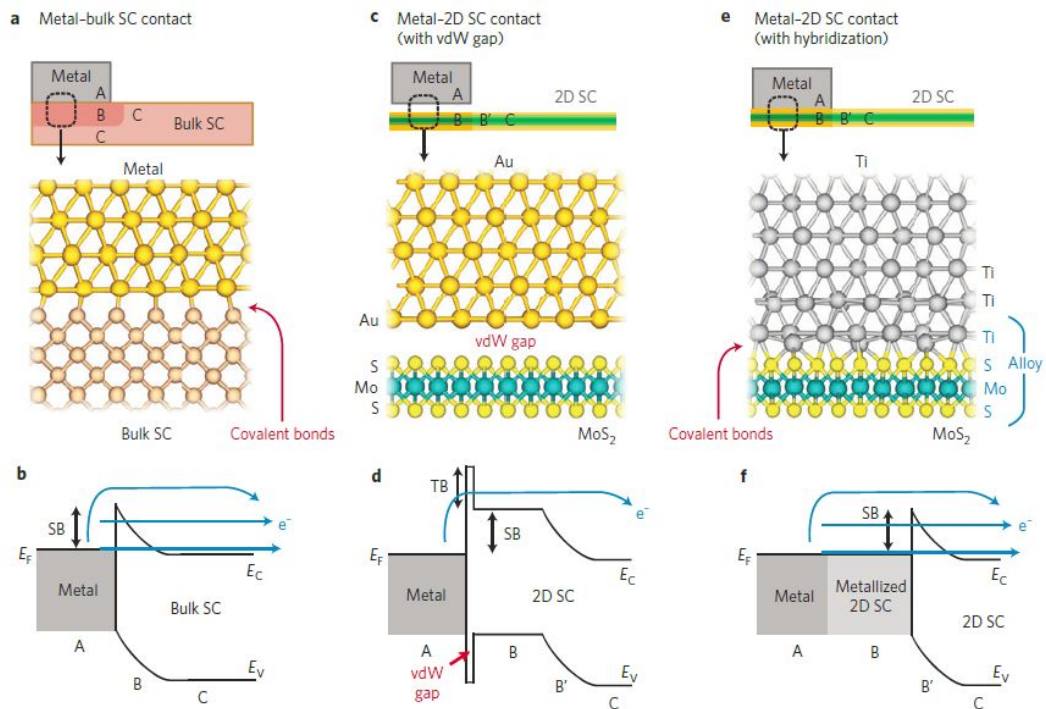 a Metal–bulk SC contact
Metal
A
B
C
Bulk SC
C
Metal
Bulk SC
Covalent bonds
c Metal–2D SC contact
(with vdW gap)
Metal
A
2D SC
B B′ C
Au
Au
vdW gap
S
Mo
S
MoS2
e Metal–2D SC contact
(with hybridization)
Metal
A
2D SC
B B′ C
Ti
Ti
Ti
Ti
S
Mo
S
Alloy
Covalent bonds
MoS2
b
SB
e–
EF
EC
Metal
Bulk SC
A
EV
B
C
d
TB
e–
SB
EF
EC
Metal
2D SC
A
B
vdW
gap
EV
B′
C
f
SB
e–
EF
EC
Metal
Metallized
2D SC
2D SC
A
B
EV
B′
C